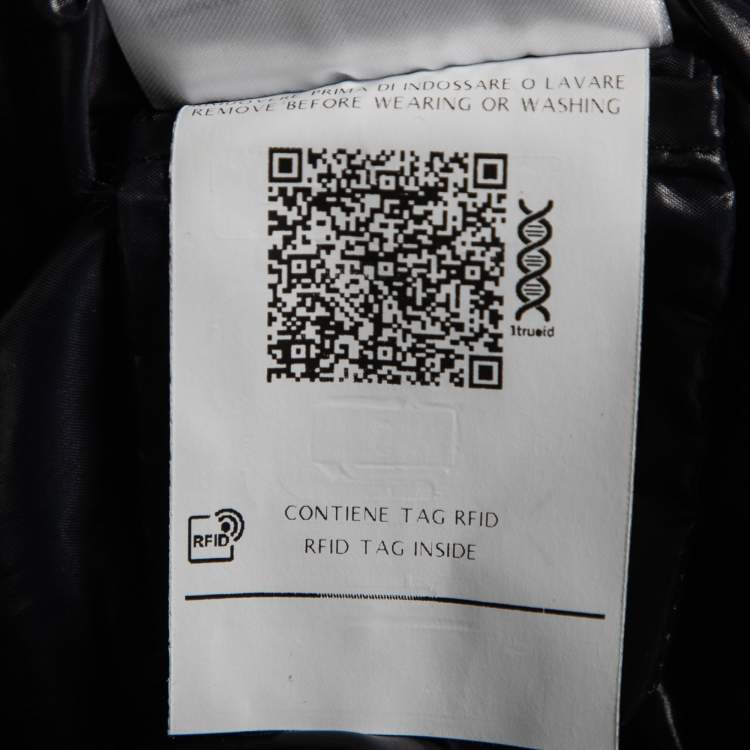 PRIMA DI INDOSSARE O LAVARE
REMOVE BEFORE WEARING OR WASHING
1trueid
RFID
CONTIENE TAG RFID
RFID TAG INSIDE